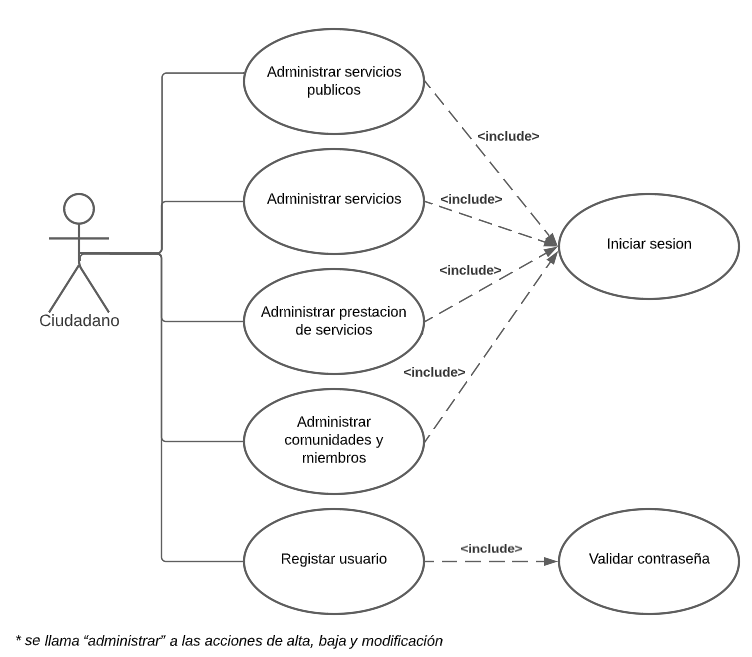 Administrar servicios
publicos
<include>
Administrar servicios
<include>
Iniciar sesion
Ciudadano
Administrar prestacion
de servicios
<include>
Administrar
comunidades y
miembros
<include>
Registar usuario
<include>
Validar contraseña
* se llama “administrar” a las acciones de alta, baja y modificación